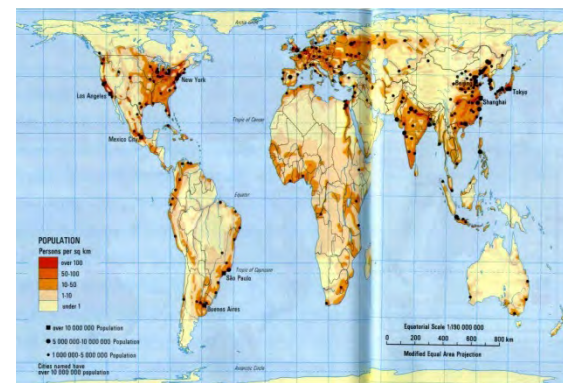 Arctic Circle
New York
Los Angeles
Tokyo
Shanghai
Tropic of Cancer
Mexico City
Equator
POPULATION
Persons per sq km
over 100
50-100
10-50
1-10
under 1
Tropic of Capricorn
São Paulo
Buenos Aires
over 10 000 000 Population
5 000 000-10 000 000 Population
1 000 000-5 000 000 Population
Cities named have
over 10 000 000 population
Equatorial Scale 1:190 000 000
0 200 400 600 800 km
Modified Equal Area Projection
Antarctic Circle